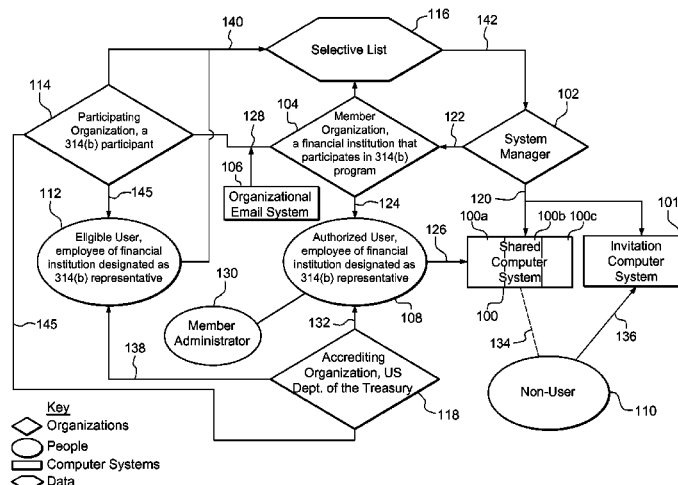 140
116
142
Selective List
114
104
102
128
122
Participating
Organization, a
314(b) participant
Member
Organization,
a financial institution that
participates in 314(b)
program
System
Manager
106
Organizational
Email System
145
124
120
112
101
Eligible User,
employee of financial
institution designated as
314(b) representative
Authorized User,
employee of financial
institution designated as
314(b) representative
126
100a
100b
100c
Shared
Computer
System
Invitation
Computer
System
130
Member
Administrator
108
100
132
134
136
145
138
Accrediting
Organization, US
Dept. of the Treasury
118
Non-User
110
Key
Organizations
People
Computer Systems
Data